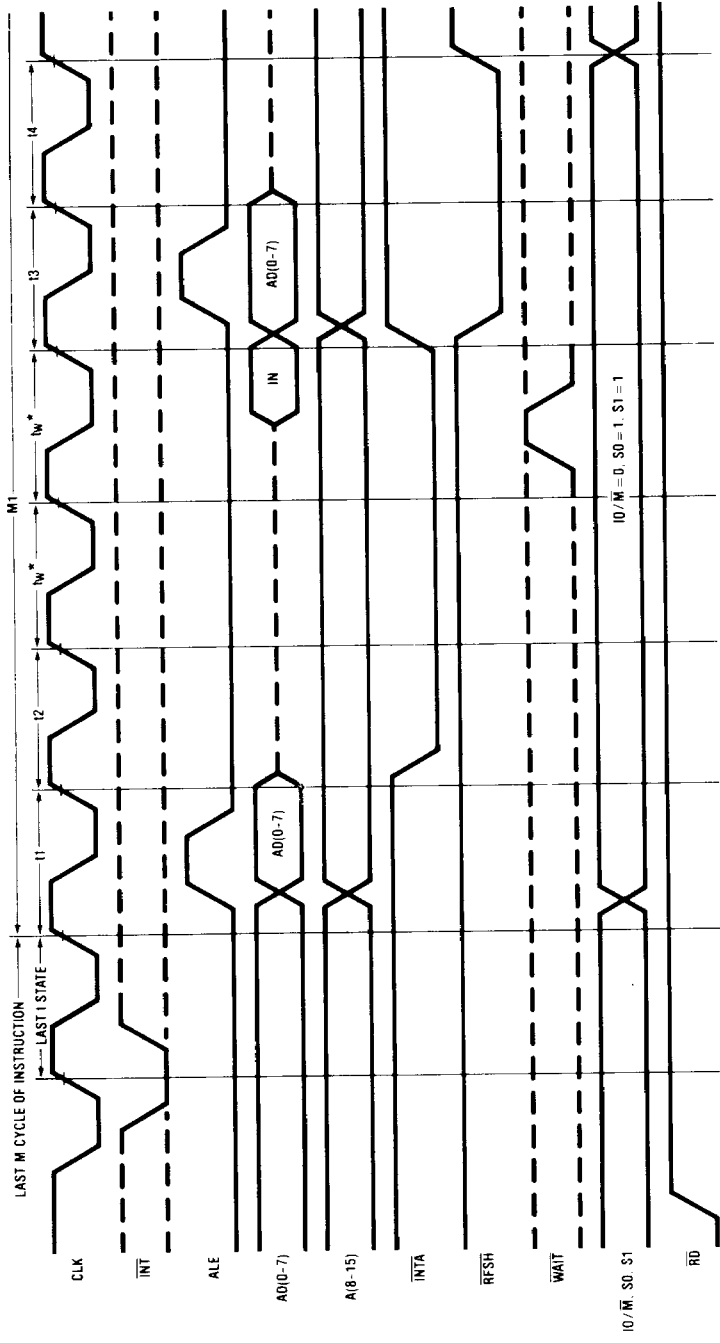 M1
LAST M CYCLE OF INSTRUCTION
LAST T STATE
t1
t2
tw*
tw*
t3
t4
CLK
INT
ALE
AD(0-7)
AD(0-7)
IN
AD(0-7)
A(8-15)
INTA
RFSH
WAIT
IO/M, S0, S1
IO/M = 0, S0 = 1, S1 = 1
RD